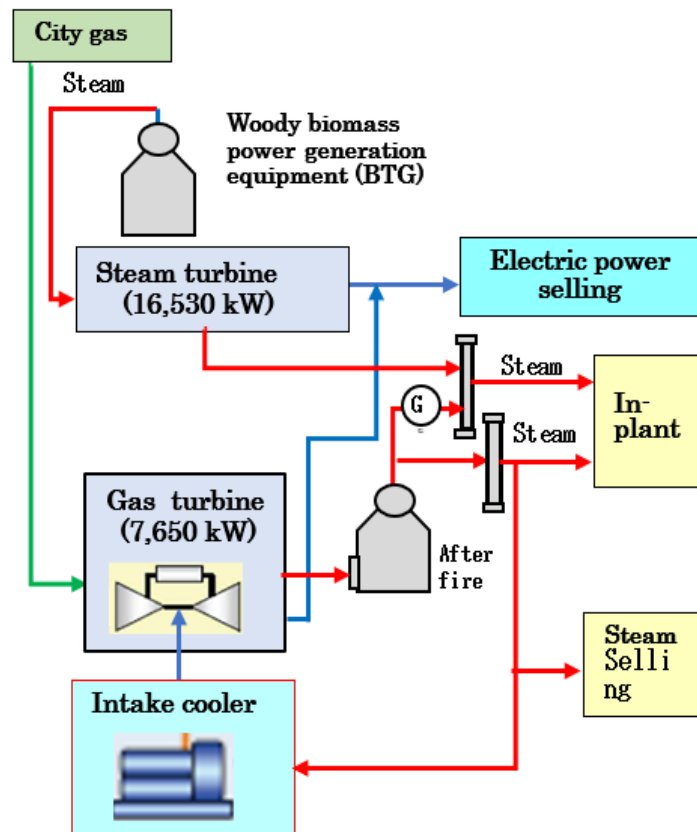 City gas
Steam
Woody biomass
power generation
equipment (BTG)
Steam turbine
(16,530 kW)
Electric power
selling
Steam
G
In-
plant
Steam
Gas turbine
(7,650 kW)
After
fire
Steam
Selli
ng
Intake cooler